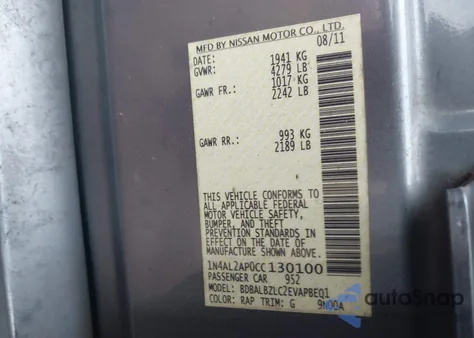 MFD BY NISSAN MOTOR CO., LTD.
DATE: 08/11
GVWR: 1941 KG
4279 LB
GAWR FR.: 1017 KG
2242 LB
GAWR RR.: 993 KG
2189 LB
THIS VEHICLE CONFORMS TO
ALL APPLICABLE FEDERAL
MOTOR VEHICLE SAFETY,
BUMPER, AND THEFT
PREVENTION STANDARDS IN
EFFECT ON THE DATE OF
MANUFACTURE SHOWN ABOVE.
1N4AL2AP0CC130100
PASSENGER CAR 952
MODEL: BDBALBZLC2EVAPBEQ1
COLOR: RAP TRIM: G
autosnap